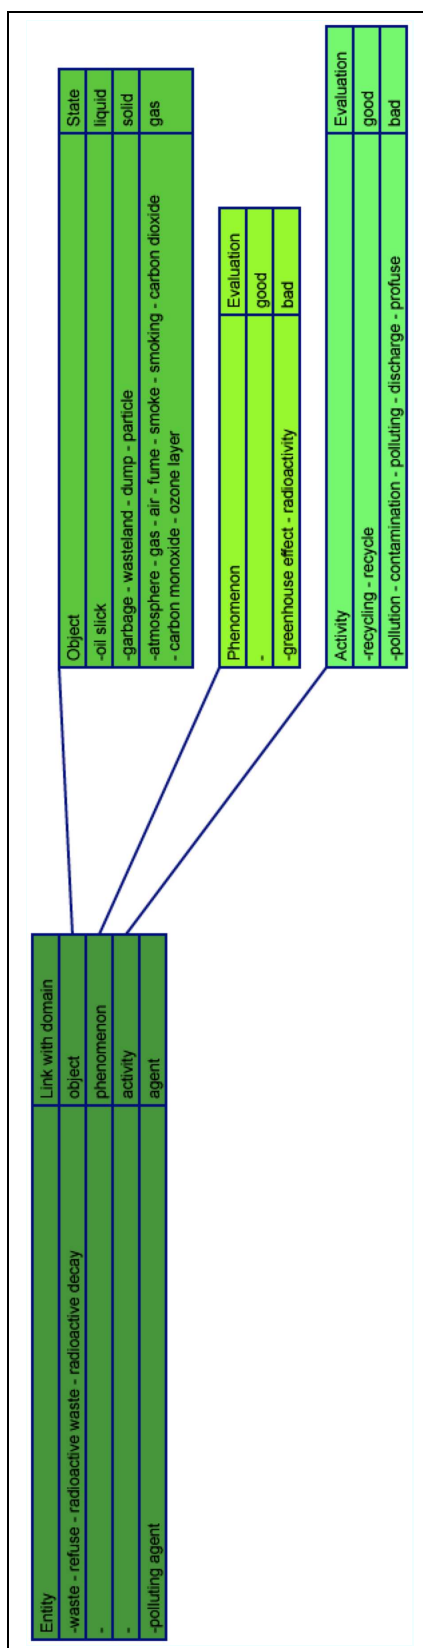 Entity Link with domain
-waste - refuse - radioactive waste - radioactive decay object
- phenomenon
- activity
-polluting agent agent
Object State
-oil slick liquid
-garbage - wasteland - dump - particle solid
-atmosphere - gas - air - fume - smoke - smoking - carbon dioxide gas
- carbon monoxide - ozone layer
Phenomenon Evaluation
- good
-greenhouse effect - radioactivity bad
Activity Evaluation
-recycling - recycle good
-pollution - contamination - polluting - discharge - profuse bad